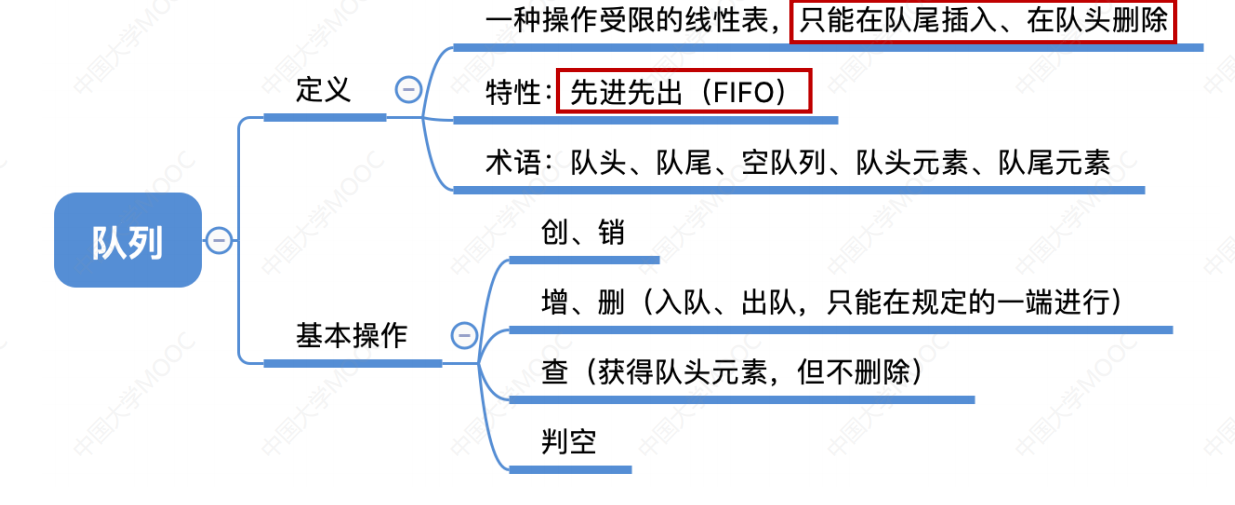 一种操作受限的线性表，只能在队尾插入、在队头删除
定义
特性：先进先出（FIFO）
术语：队头、队尾、空队列、队头元素、队尾元素
队列
创、销
增、删（入队、出队，只能在规定的一端进行）
基本操作
查（获得队头元素，但不删除）
判空
中国大学MOOC